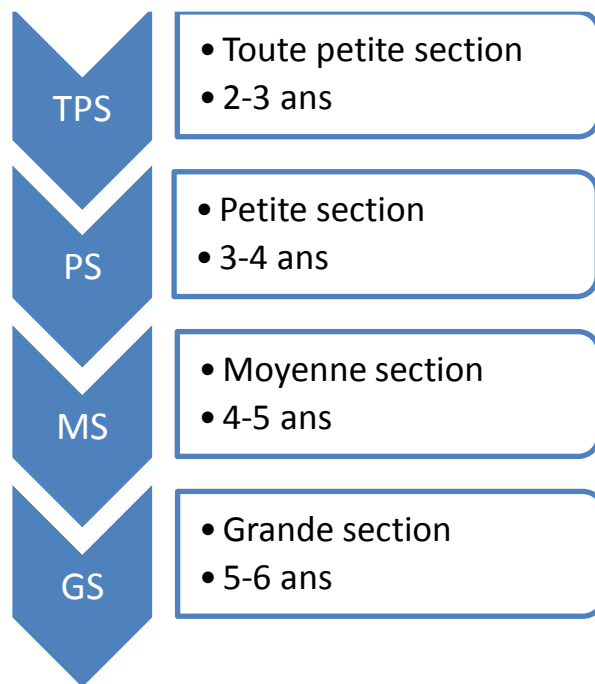 TPS
• Toute petite section
• 2-3 ans
PS
• Petite section
• 3-4 ans
MS
• Moyenne section
• 4-5 ans
GS
• Grande section
• 5-6 ans